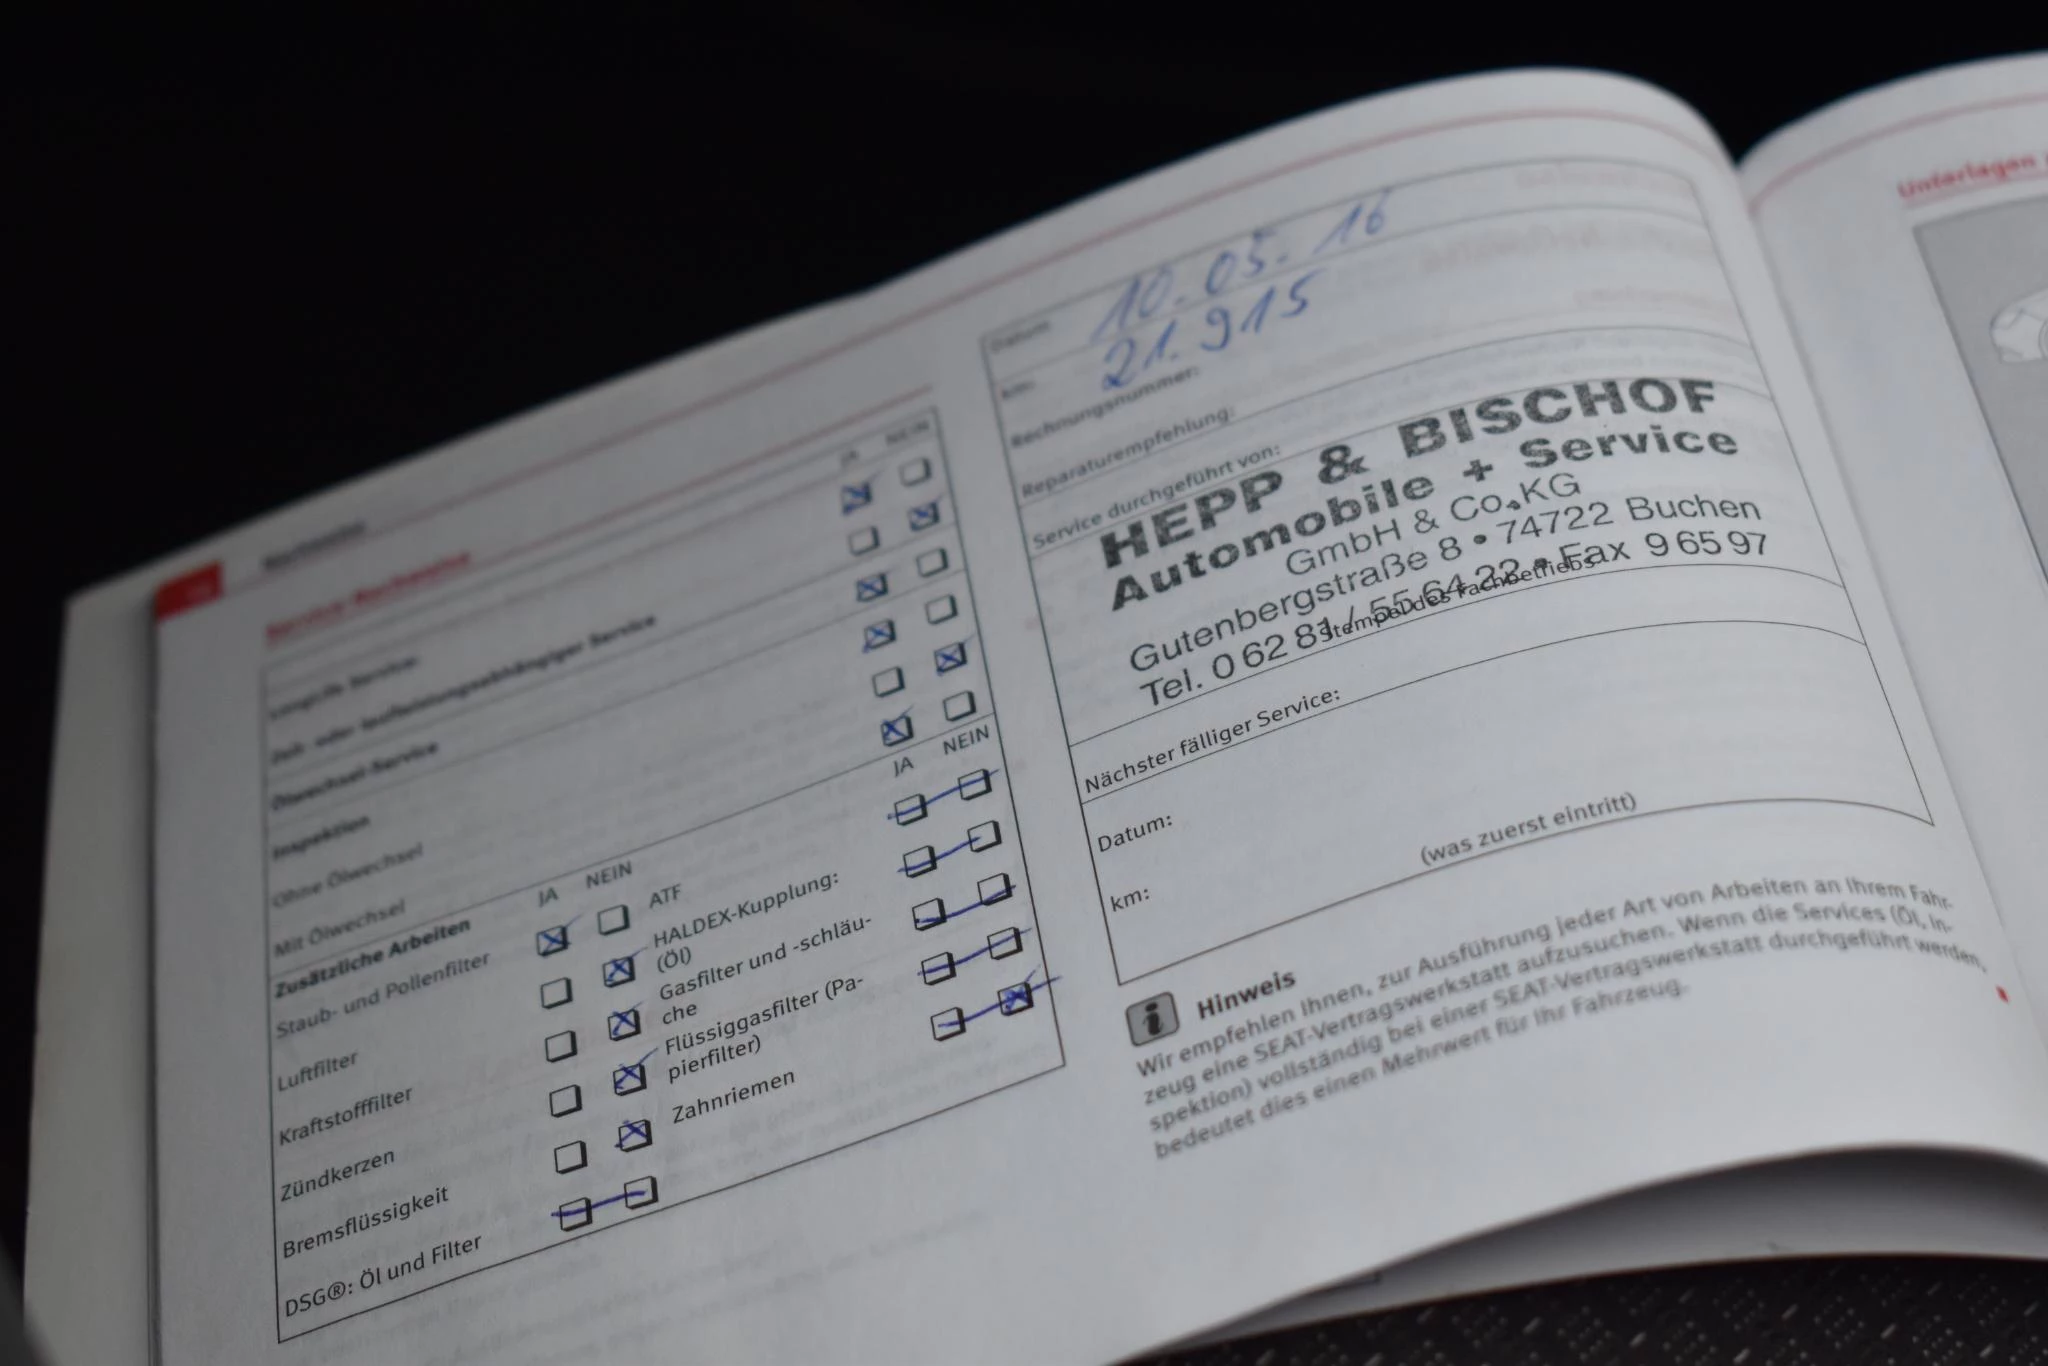 Nachweise
Service-Nachweise
LongLife Service:
Zeit- oder laufleistungsabhängiger Service
Ölwechsel-Service
Inspektion
Ohne Ölwechsel
Mit Ölwechsel
JA NEIN
Zusätzliche Arbeiten
JA NEIN
JA NEIN
Staub- und Pollenfilter
Luftfilter
Kraftstofffilter
Zündkerzen
Bremsflüssigkeit
DSG®: Öl und Filter
ATF
HALDEX-Kupplung:
(Öl)
Gasfilter und -schläu-
che
Flüssiggasfilter (Pa-
pierfilter)
Zahnriemen
Datum: 10.05.16
km: 21.915
Rechnungsnummer:
Reparaturempfehlung:
Service durchgeführt von:
HEPP & BISCHOF
Automobile + Service
GmbH & Co.KG
Gutenbergstraße 8 • 74722 Buchen
Tel. 0 62 81 / 55 64 22 • Fax 9 65 97
Stempel des Fachbetriebs
Nächster fälliger Service:
Datum:
km:
(was zuerst eintritt)
i Hinweis
Wir empfehlen Ihnen, zur Ausführung jeder Art von Arbeiten an Ihrem Fahr-
zeug eine SEAT-Vertragswerkstatt aufzusuchen. Wenn die Services (Öl, In-
spektion) vollständig bei einer SEAT-Vertragswerkstatt durchgeführt werden,
bedeutet dies einen Mehrwert für Ihr Fahrzeug.
Unterlagen